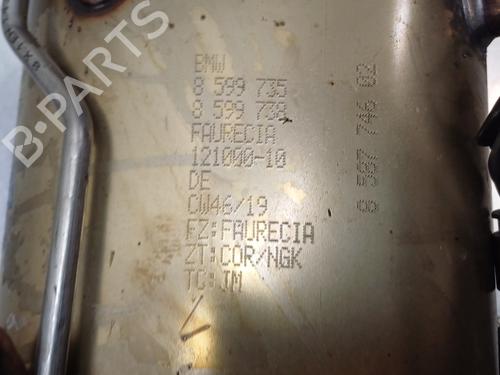 BMW
8 599 735
8 599 738
FAURECIA
121000-10
DE
CW46/19
FZ:FAURECIA
ZT:COR/NGK
TC:JM
8 587 746 02
B-PARTS